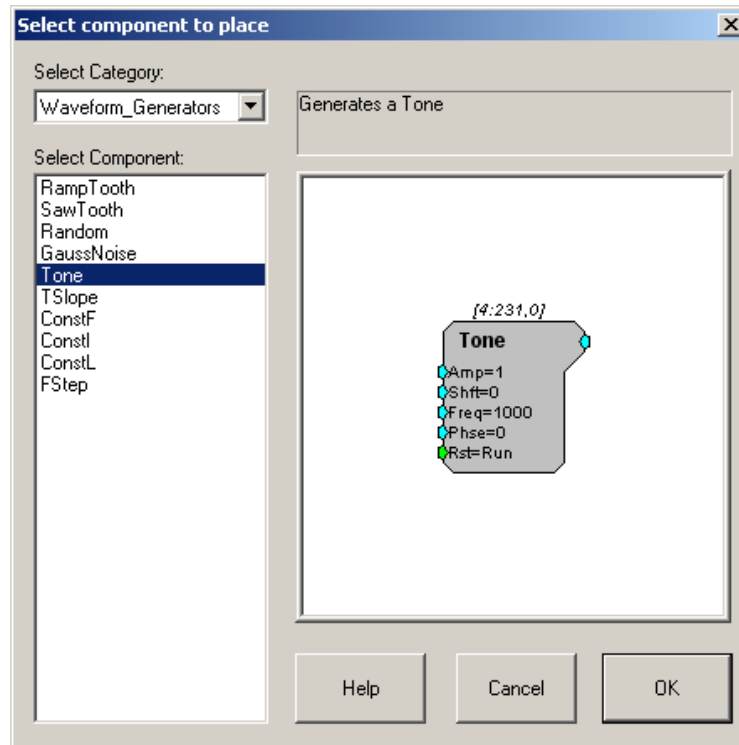 Select component to place
Select Category:
Waveform_Generators
Generates a Tone
Select Component:
RampTooth
SawTooth
Random
GaussNoise
Tone
TSlope
ConstF
ConstI
ConstL
FStep
[4:231,0]
Tone
Amp=1
Shft=0
Freq=1000
Phse=0
Rst=Run
Help
Cancel
OK